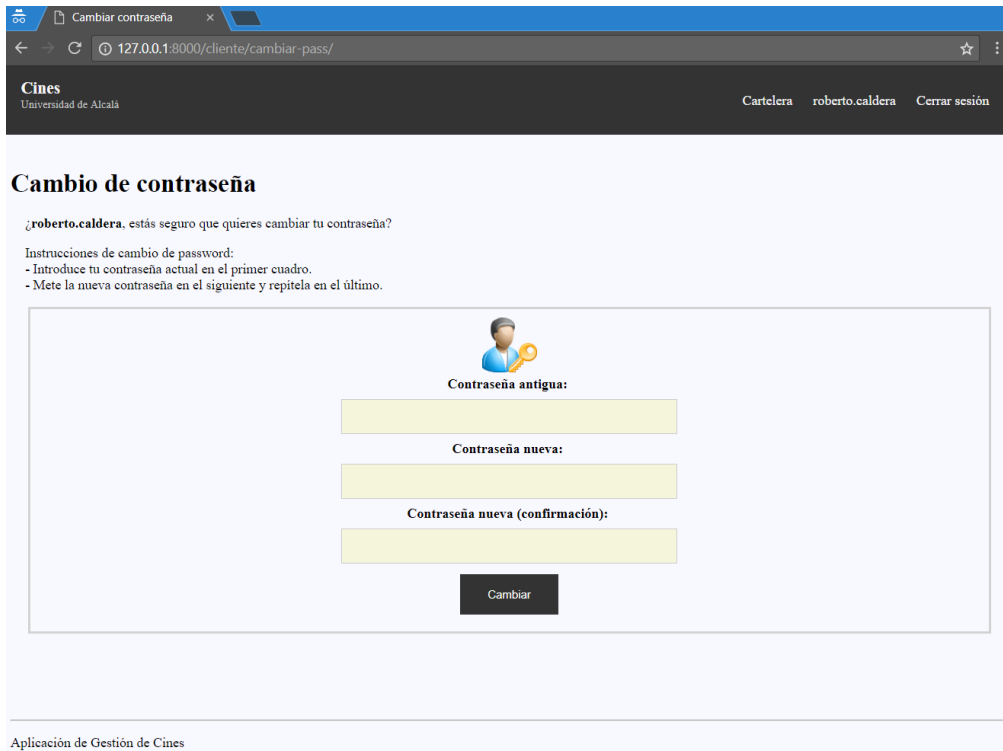 Cambiar contraseña
127.0.0.1:8000/cliente/cambiar-pass/
Cines
Universidad de Alcalá
Cartelera roberto.caldera Cerrar sesión
Cambio de contraseña
¿roberto.caldera, estás seguro que quieres cambiar tu contraseña?
Instrucciones de cambio de password:
- Introduce tu contraseña actual en el primer cuadro.
- Mete la nueva contraseña en el siguiente y repítela en el último.
Contraseña antigua:
Contraseña nueva:
Contraseña nueva (confirmación):
Cambiar
Aplicación de Gestión de Cines